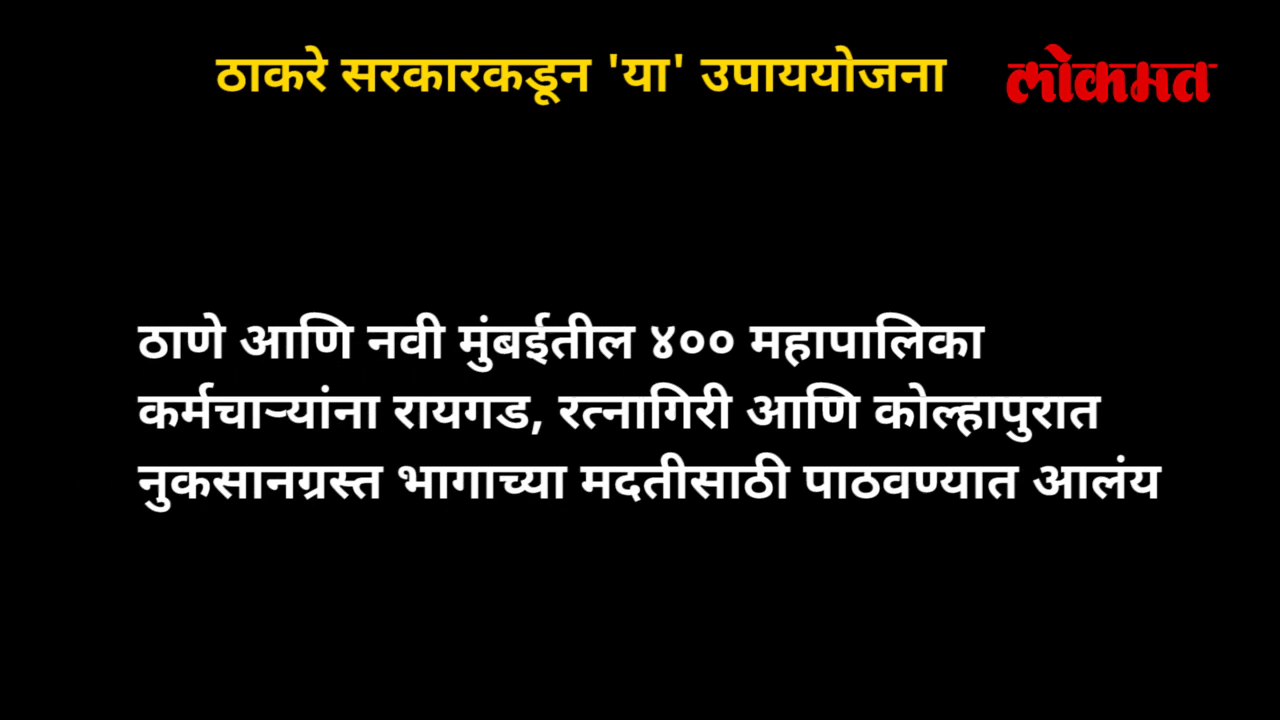 ठाकरे सरकारकडून 'या' उपाययोजना
लोकमत
ठाणे आणि नवी मुंबईतील ४०० महापालिका
कर्मचाऱ्यांना रायगड, रत्नागिरी आणि कोल्हापुरात
नुकसानग्रस्त भागाच्या मदतीसाठी पाठवण्यात आलंय